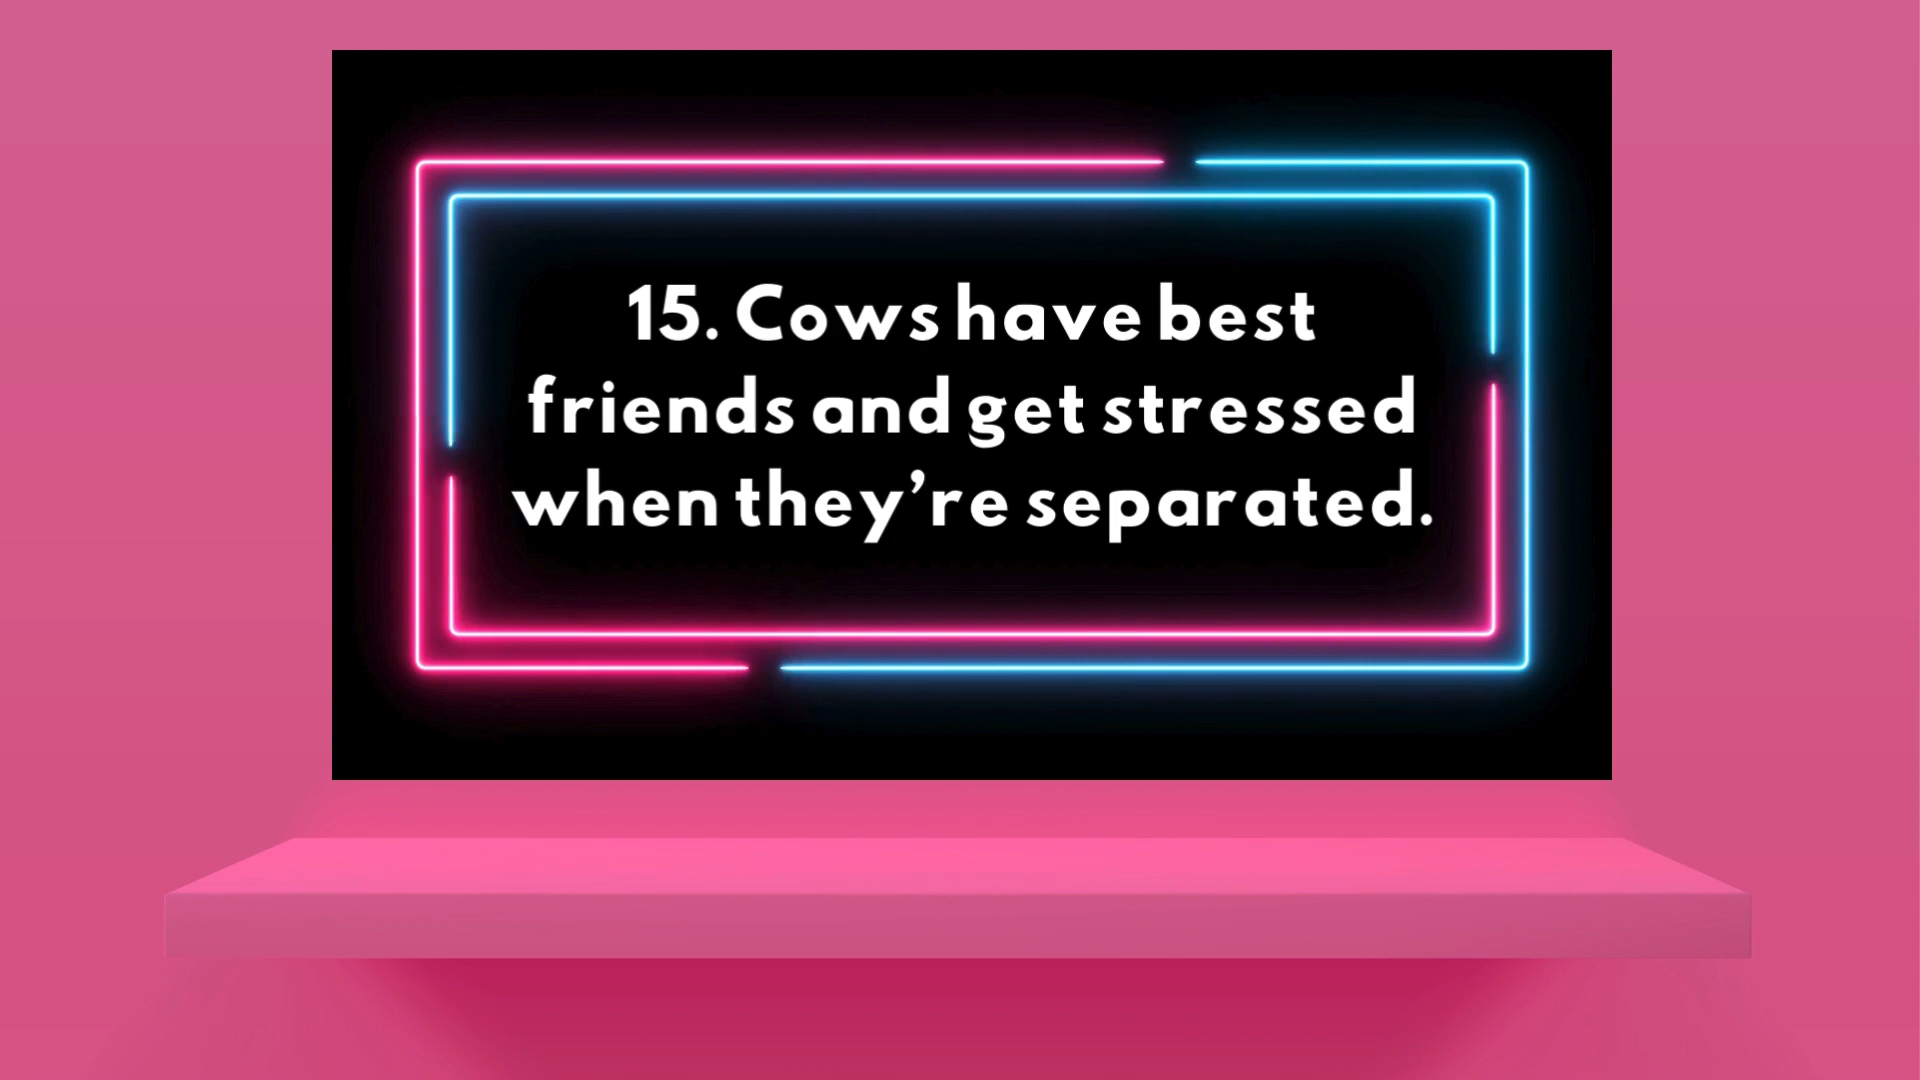 15. Cows have best
friends and get stressed
when they’re separated.